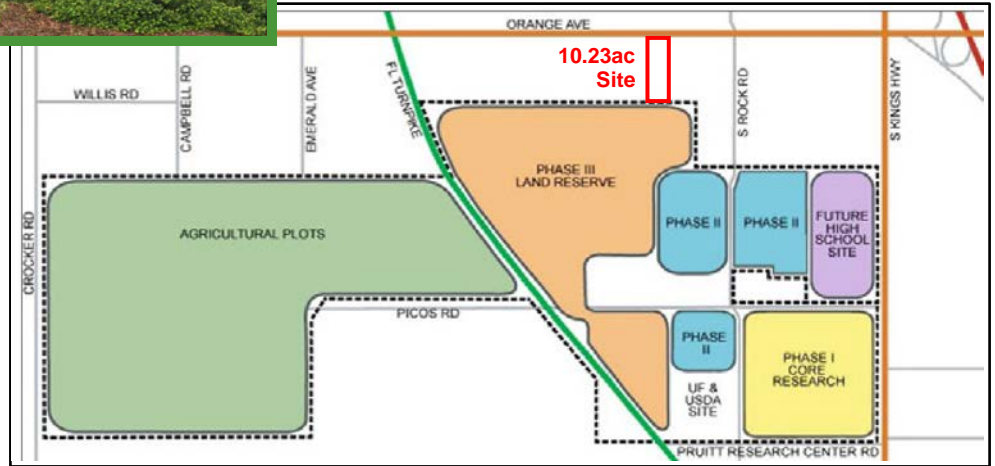 ORANGE AVE
10.23ac
Site
WILLIS RD
CAMPBELL RD
EMERALD AVE
FL TURNPIKE
S ROCK RD
S KINGS HWY
PHASE III
LAND RESERVE
PHASE II
PHASE II
FUTURE
HIGH
SCHOOL
SITE
AGRICULTURAL PLOTS
CROCKER RD
PICOS RD
PHASE
II
PHASE I
CORE
RESEARCH
UF &
USDA
SITE
PRUITT RESEARCH CENTER RD